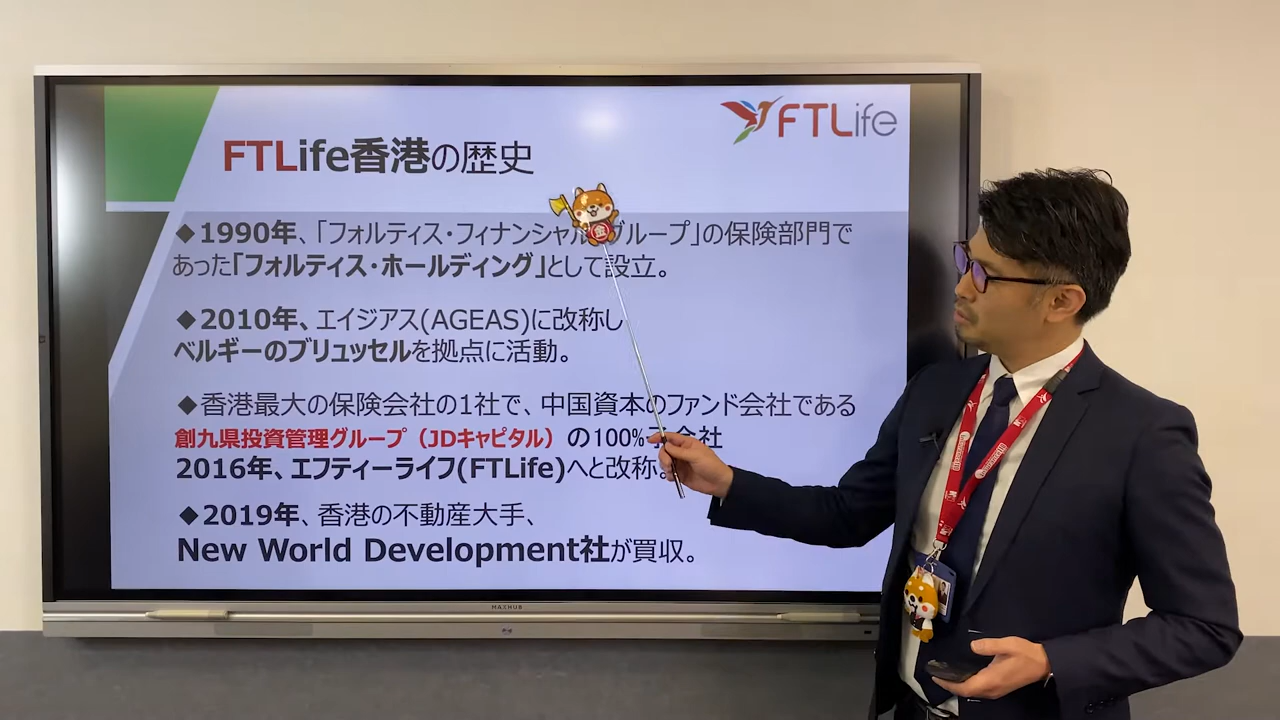 FTLife
FTLife香港の歴史
◆1990年、「フォルティス・フィナンシャル グループ」の保険部門で
あった「フォルティス・ホールディング」として設立。
◆2010年、エイジアス(AGEAS)に改称し
ベルギーのブリュッセルを拠点に活動。
◆香港最大の保険会社の1社で、中国資本のファンド会社である
創九県投資管理グループ（JDキャピタル）の100%子会社
2016年、エフティーライフ(FTLife)へと改称。
◆2019年、香港の不動産大手、
New World Development社が買収。
金
MAXHUB